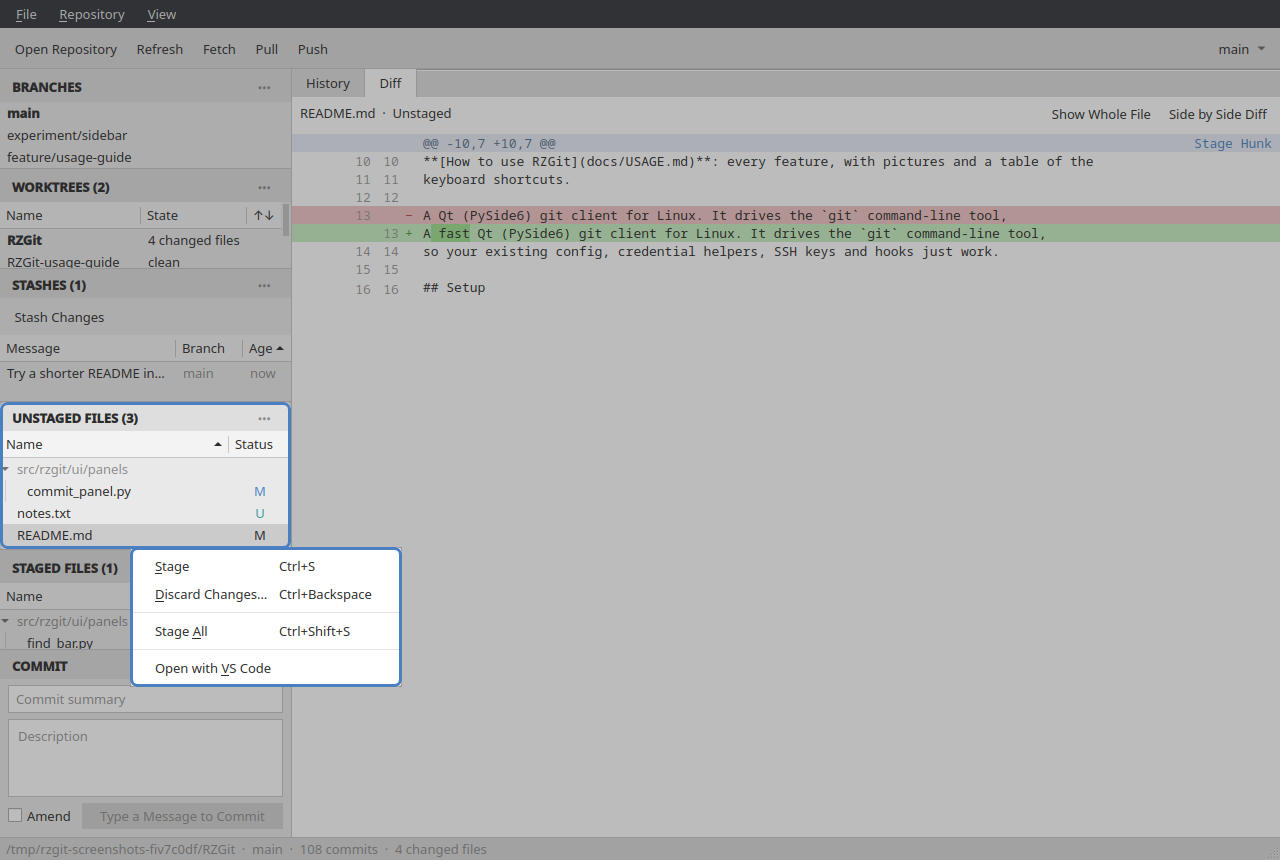 File Repository View
Open Repository Refresh Fetch Pull Push main
BRANCHES ···
main
experiment/sidebar
feature/usage-guide
WORKTREES (2) ···
Name State ↑↓
RZGit 4 changed files
RZGit-usage-guide clean
STASHES (1) ···
Stash Changes
Message Branch Age
Try a shorter README in... main now
UNSTAGED FILES (3) ···
Name Status
src/rzgit/ui/panels
commit_panel.py M
notes.txt U
README.md M
STAGED FILES (1)
Name
src/rzgit/ui/panels
find_bar.py
COMMIT
Commit summary
Description
Amend Type a Message to Commit
Stage Ctrl+S
Discard Changes... Ctrl+Backspace
Stage All Ctrl+Shift+S
Open with VS Code
History Diff
README.md · Unstaged Show Whole File Side by Side Diff
@@ -10,7 +10,7 @@ Stage Hunk
10 10 **[How to use RZGit](docs/USAGE.md)**: every feature, with pictures and a table of the
11 11 keyboard shortcuts.
12 12
13 − A Qt (PySide6) git client for Linux. It drives the `git` command-line tool,
13 + A fast Qt (PySide6) git client for Linux. It drives the `git` command-line tool,
14 14 so your existing config, credential helpers, SSH keys and hooks just work.
15 15
16 16 ## Setup
/tmp/rzgit-screenshots-fiv7c0df/RZGit · main · 108 commits · 4 changed files